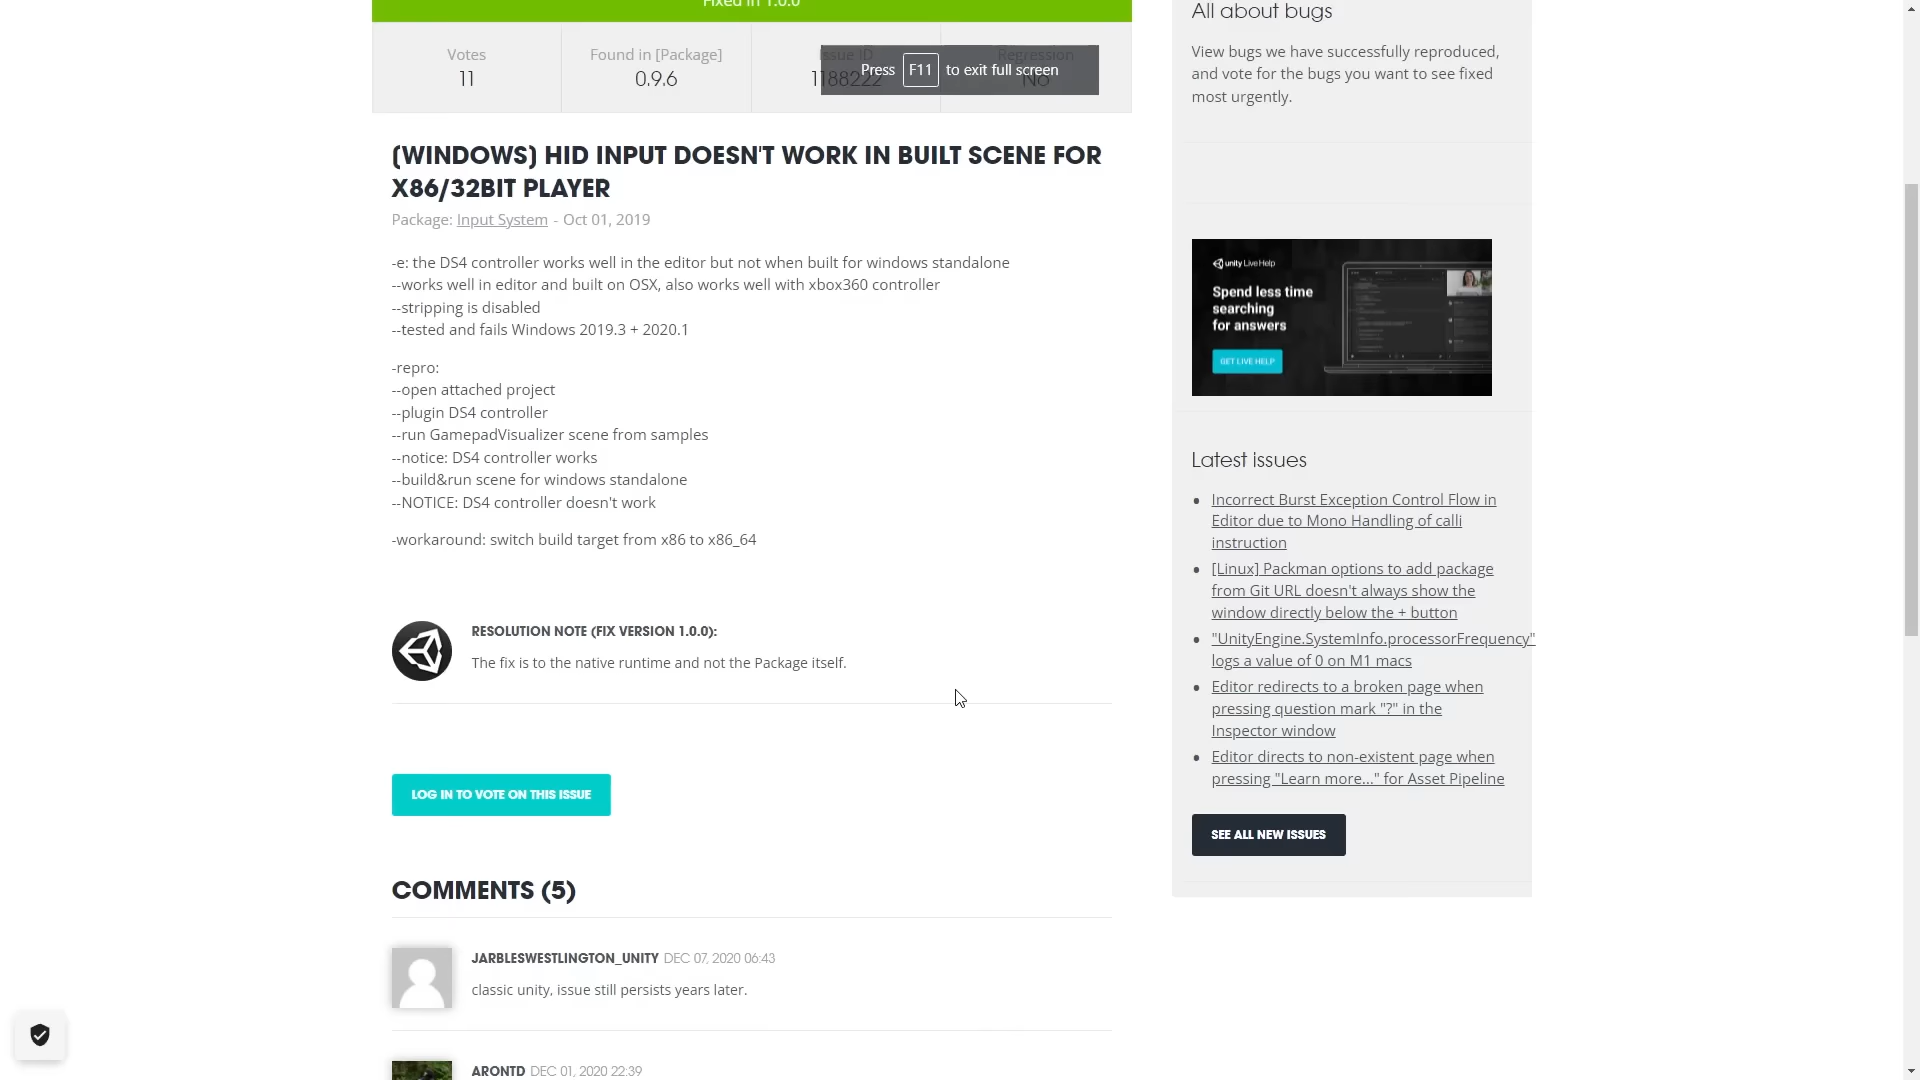 Fixed in 1.0.0
Votes
11
Found in [Package]
0.9.6
Issue ID
1188222
Regression
No
Press F11 to exit full screen
(WINDOWS) HID INPUT DOESN'T WORK IN BUILT SCENE FOR
X86/32BIT PLAYER
Package: Input System - Oct 01, 2019
-e: the DS4 controller works well in the editor but not when built for windows standalone
--works well in editor and built on OSX, also works well with xbox360 controller
--stripping is disabled
--tested and fails Windows 2019.3 + 2020.1
-repro:
--open attached project
--plugin DS4 controller
--run GamepadVisualizer scene from samples
--notice: DS4 controller works
--build&run scene for windows standalone
--NOTICE: DS4 controller doesn't work
-workaround: switch build target from x86 to x86_64
RESOLUTION NOTE (FIX VERSION 1.0.0):
The fix is to the native runtime and not the Package itself.
LOG IN TO VOTE ON THIS ISSUE
COMMENTS (5)
JARBLESWESTLINGTON_UNITY DEC 07, 2020 06:43
classic unity, issue still persists years later.
ARONTD DEC 01, 2020 22:39
All about bugs
View bugs we have successfully reproduced,
and vote for the bugs you want to see fixed
most urgently.
unity Live Help
Spend less time
searching
for answers
GET LIVE HELP
Latest issues
Incorrect Burst Exception Control Flow in
Editor due to Mono Handling of calli
instruction
[Linux] Packman options to add package
from Git URL doesn't always show the
window directly below the + button
"UnityEngine.SystemInfo.processorFrequency"
logs a value of 0 on M1 macs
Editor redirects to a broken page when
pressing question mark "?" in the
Inspector window
Editor directs to non-existent page when
pressing "Learn more..." for Asset Pipeline
SEE ALL NEW ISSUES